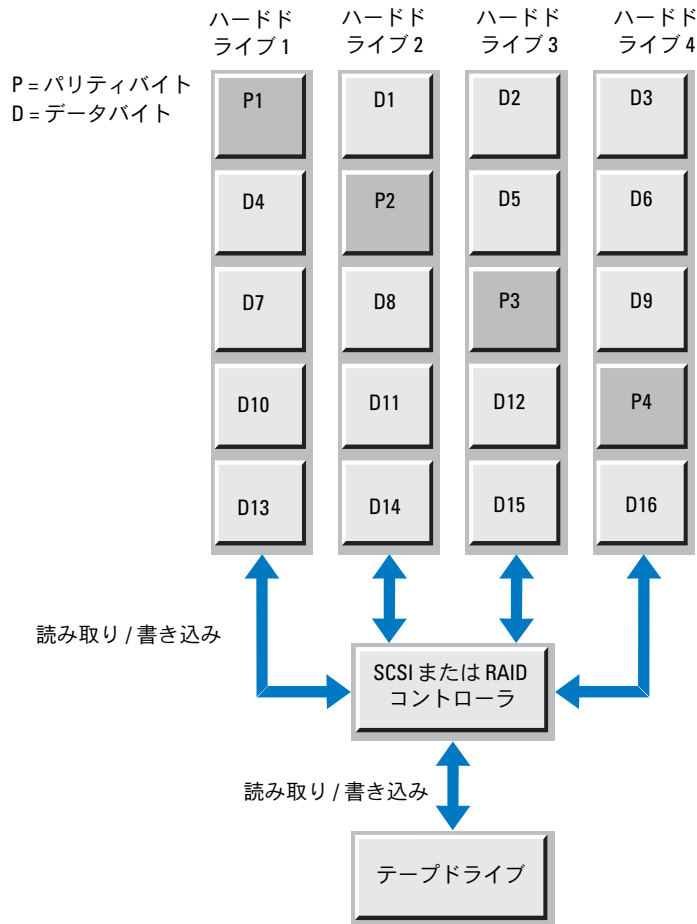 ハードド
ライブ 1
ハードド
ライブ 2
ハードド
ライブ 3
ハードド
ライブ 4
P = パリティバイト
D = データバイト
P1 D1 D2 D3
D4 P2 D5 D6
D7 D8 P3 D9
D10 D11 D12 P4
D13 D14 D15 D16
読み取り / 書き込み
SCSI または RAID
コントローラ
読み取り / 書き込み
テープドライブ